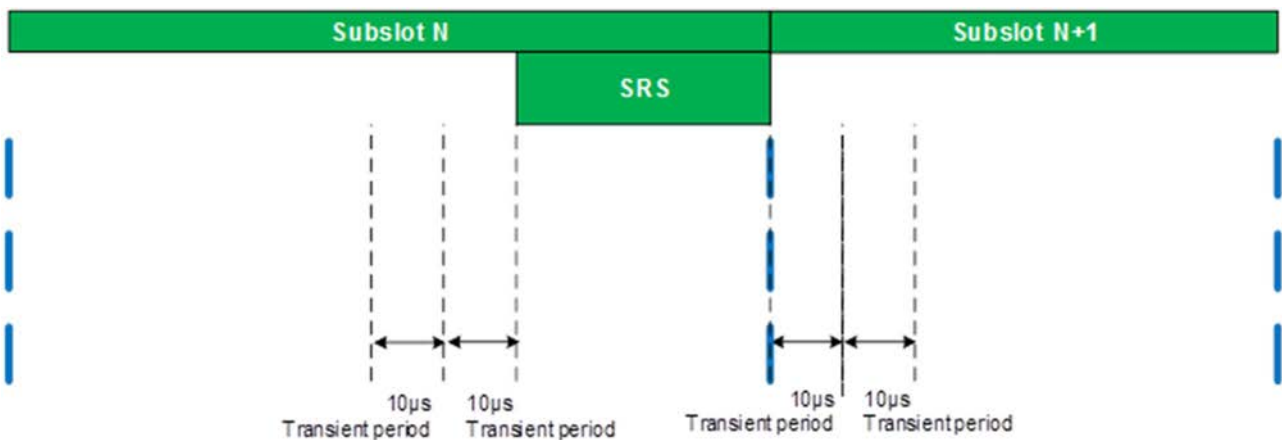 Subslot N
Subslot N+1
SRS
10µs
Transient period
10µs
Transient period
10µs
Transient period
10µs
Transient period